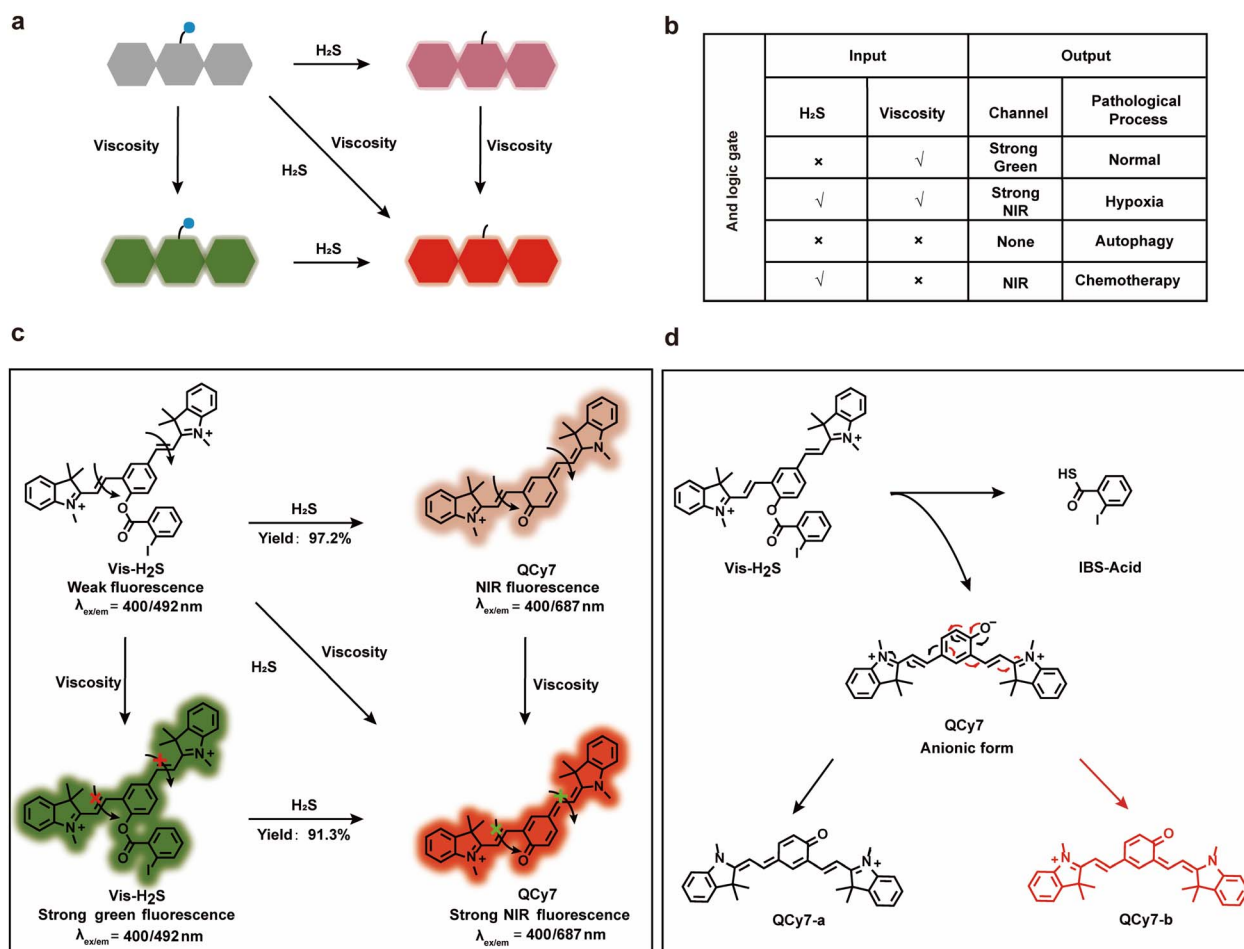 a
H₂S
Viscosity
Viscosity
H₂S
Viscosity
H₂S
b
And logic gate
Input
Output
H₂S
Viscosity
Channel
Pathological
Process
×
√
Strong
Green
Normal
√
√
Strong
NIR
Hypoxia
×
×
None
Autophagy
√
×
NIR
Chemotherapy
c
N
+
N
+
O
O
I
Vis-H₂S
Weak fluorescence
λex/em = 400/492 nm
H₂S
Yield: 97.2%
N
+
N
O
QCy7
NIR fluorescence
λex/em = 400/687 nm
Viscosity
H₂S
Viscosity
Viscosity
N
+
N
+
O
O
I
Vis-H₂S
Strong green fluorescence
λex/em = 400/492 nm
H₂S
Yield: 91.3%
N
N
+
O
QCy7
Strong NIR fluorescence
λex/em = 400/687 nm
d
N
+
N
+
O
O
I
Vis-H₂S
HS
O
I
IBS-Acid
O⁻
N
+
N
+
QCy7
Anionic form
O
N
N
+
QCy7-a
O
N
+
N
QCy7-b